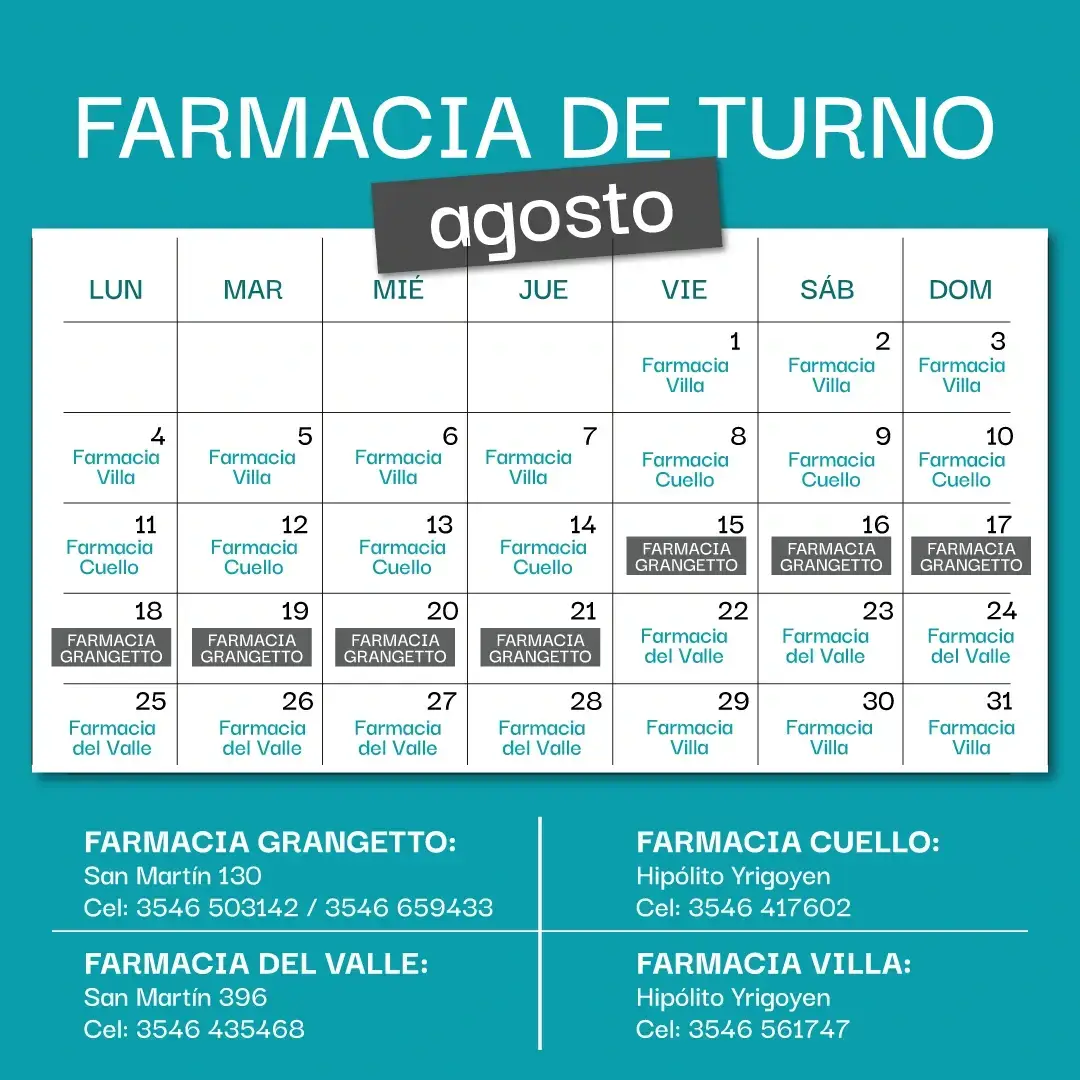 FARMACIA DE TURNO
agosto
LUN MAR MIÉ JUE VIE SÁB DOM
1 2 3
Farmacia Farmacia Farmacia
Villa Villa Villa
4 5 6 7 8 9 10
Farmacia Farmacia Farmacia Farmacia Farmacia Farmacia Farmacia
Villa Villa Villa Villa Cuello Cuello Cuello
11 12 13 14 15 16 17
Farmacia Farmacia Farmacia Farmacia FARMACIA FARMACIA FARMACIA
Cuello Cuello Cuello Cuello GRANGETTO GRANGETTO GRANGETTO
18 19 20 21 22 23 24
FARMACIA FARMACIA FARMACIA FARMACIA Farmacia Farmacia Farmacia
GRANGETTO GRANGETTO GRANGETTO GRANGETTO del Valle del Valle del Valle
25 26 27 28 29 30 31
Farmacia Farmacia Farmacia Farmacia Farmacia Farmacia Farmacia
del Valle del Valle del Valle del Valle Villa Villa Villa
FARMACIA GRANGETTO:
San Martín 130
Cel: 3546 503142 / 3546 659433
FARMACIA CUELLO:
Hipólito Yrigoyen
Cel: 3546 417602
FARMACIA DEL VALLE:
San Martín 396
Cel: 3546 435468
FARMACIA VILLA:
Hipólito Yrigoyen
Cel: 3546 561747